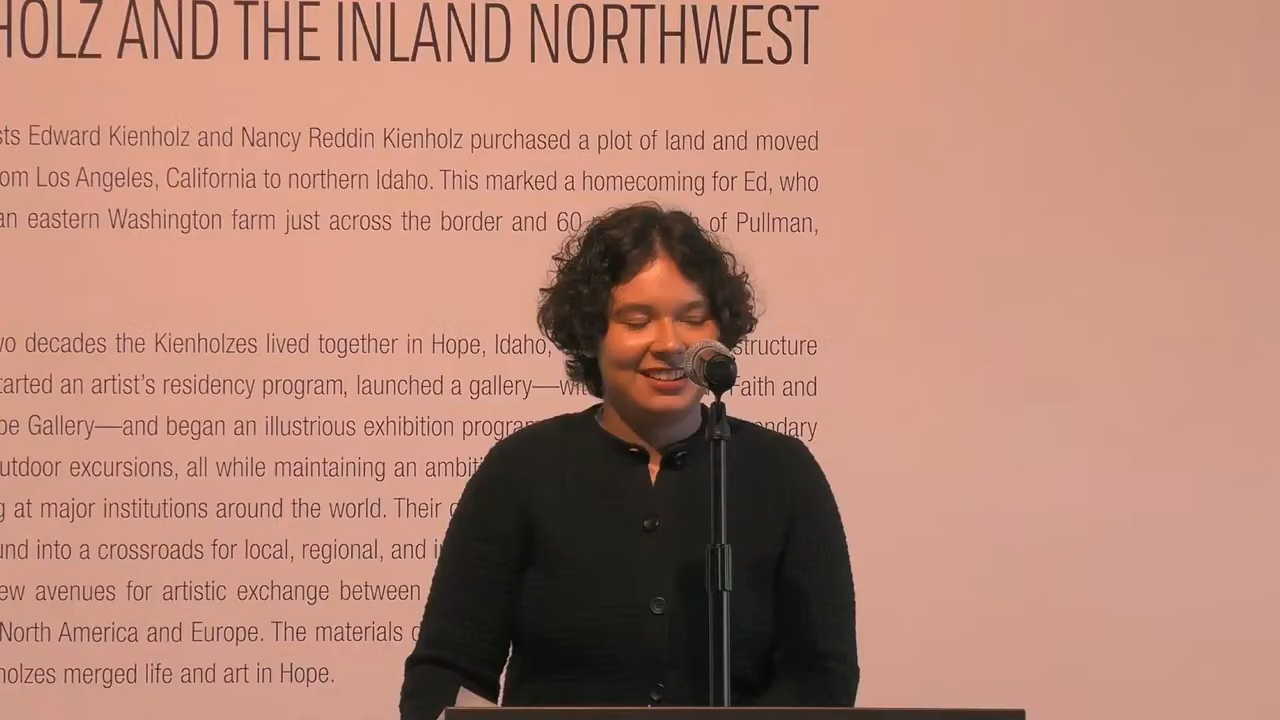 HOLZ AND THE INLAND NORTHWEST
sts Edward Kienholz and Nancy Reddin Kienholz purchased a plot of land and moved
om Los Angeles, California to northern Idaho. This marked a homecoming for Ed, who
an eastern Washington farm just across the border and 60 of Pullman,
wo decades the Kienholzes lived together in Hope, Idaho, structure
tarted an artist’s residency program, launched a gallery—with Faith and
pe Gallery—and began an illustrious exhibition program
utdoor excursions, all while maintaining an
g at major institutions around the world. Their
und into a crossroads for local, regional, and
ew avenues for artistic exchange between
North America and Europe. The materials
holzes merged life and art in Hope.